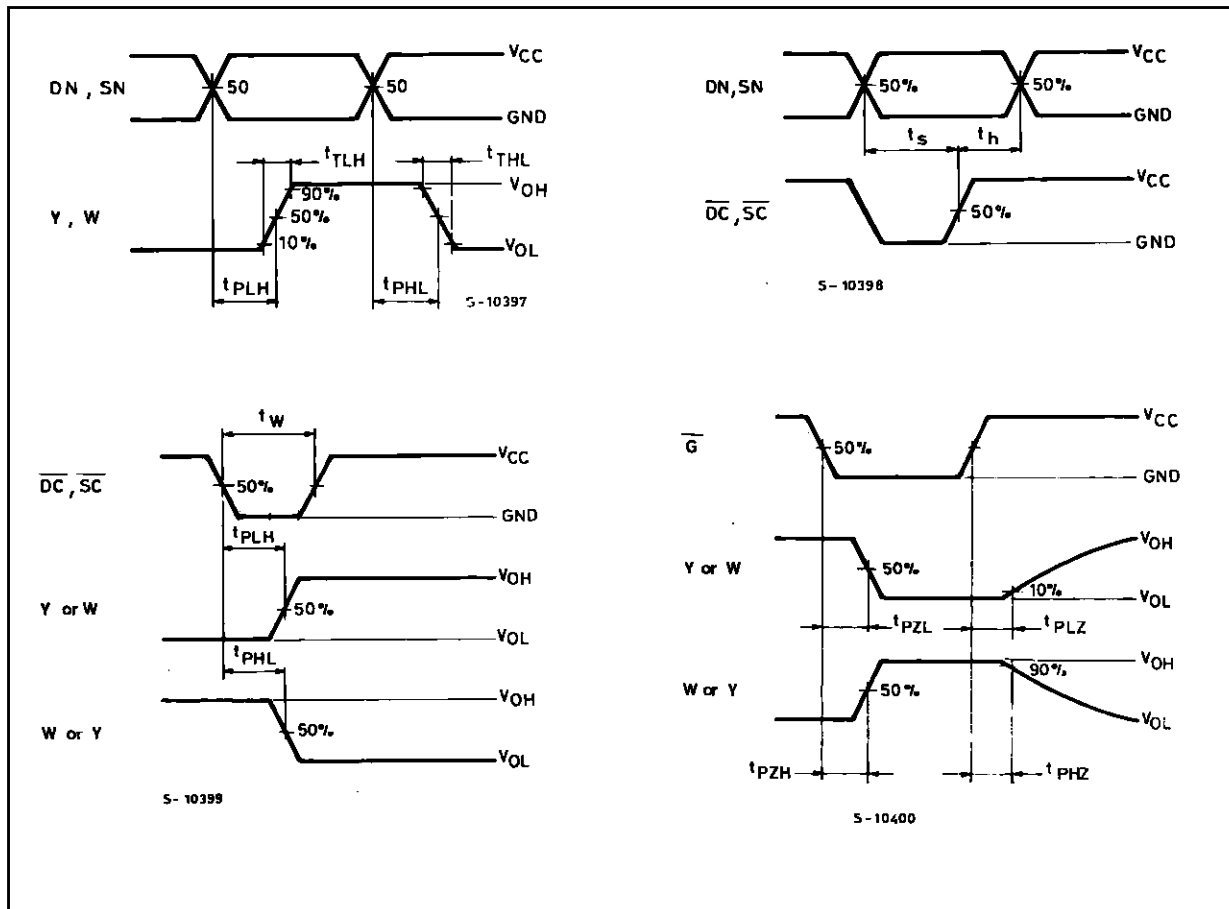 DN , SN
50
50
VCC
GND
tTLH
tTHL
Y , W
90%
50%
10%
VOH
VOL
tPLH
tPHL
S-10397
DN,SN
50%
50%
VCC
GND
ts
th
DC,SC
50%
VCC
GND
S-10398
tW
DC,SC
50%
VCC
GND
tPLH
Y or W
50%
VOH
VOL
tPHL
W or Y
50%
VOH
VOL
S-10399
G
50%
VCC
GND
Y or W
50%
10%
VOH
VOL
tPZL
tPLZ
W or Y
50%
90%
VOH
VOL
tPZH
tPHZ
S-10400